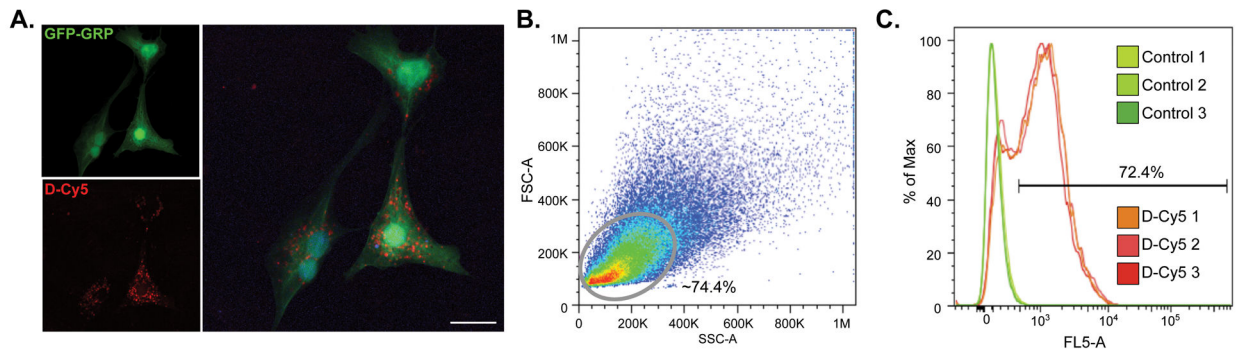 A.
GFP-GRP
D-Cy5
B.
FSC-A
1M
800K
600K
400K
200K
0
~74.4%
0 200K 400K 600K 800K 1M
SSC-A
C.
% of Max
100
80
60
40
20
0
Control 1
Control 2
Control 3
72.4%
D-Cy5 1
D-Cy5 2
D-Cy5 3
0 10³ 10⁴ 10⁵
FL5-A